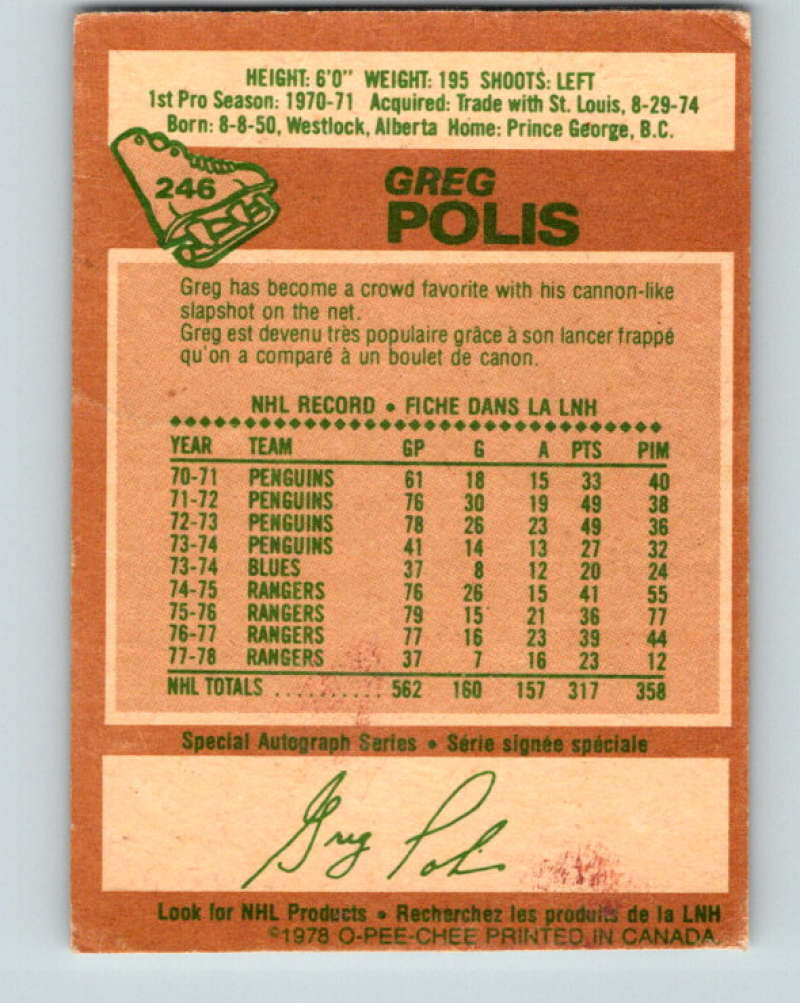 HEIGHT: 6'0" WEIGHT: 195 SHOOTS: LEFT
1st Pro Season: 1970-71 Acquired: Trade with St. Louis, 8-29-74
Born: 8-8-50, Westlock, Alberta Home: Prince George, B.C.
246
GREG
POLIS
Greg has become a crowd favorite with his cannon-like
slapshot on the net.
Greg est devenu très populaire grâce à son lancer frappé
qu'on a comparé à un boulet de canon.
NHL RECORD • FICHE DANS LA LNH
YEAR TEAM GP G A PTS PIM
70-71 PENGUINS 61 18 15 33 40
71-72 PENGUINS 76 30 19 49 38
72-73 PENGUINS 78 26 23 49 36
73-74 PENGUINS 41 14 13 27 32
73-74 BLUES 37 8 12 20 24
74-75 RANGERS 76 26 15 41 55
75-76 RANGERS 79 15 21 36 77
76-77 RANGERS 77 16 23 39 44
77-78 RANGERS 37 7 16 23 12
NHL TOTALS .......... 562 160 157 317 358
Special Autograph Series • Série signée spéciale
Greg Polis
Look for NHL Products • Recherchez les produits de la LNH
©1978 O-PEE-CHEE PRINTED IN CANADA